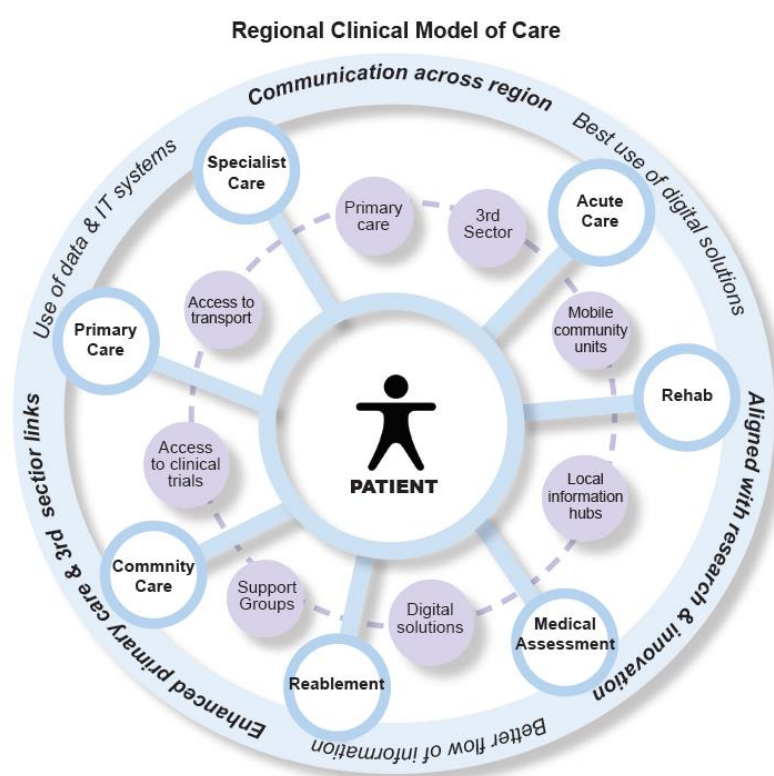 Regional Clinical Model of Care
Communication across region
Best use of digital solutions
Aligned with research & innovation
Better flow of information
Enhanced primary care & 3rd sectior links
Use of data & IT systems
Specialist
Care
Acute
Care
Rehab
Medical
Assessment
Reablement
Commnity
Care
Primary
Care
Primary
care
3rd
Sector
Mobile
community
units
Local
information
hubs
Digital
solutions
Support
Groups
Access
to clinical
trials
Access to
transport
PATIENT